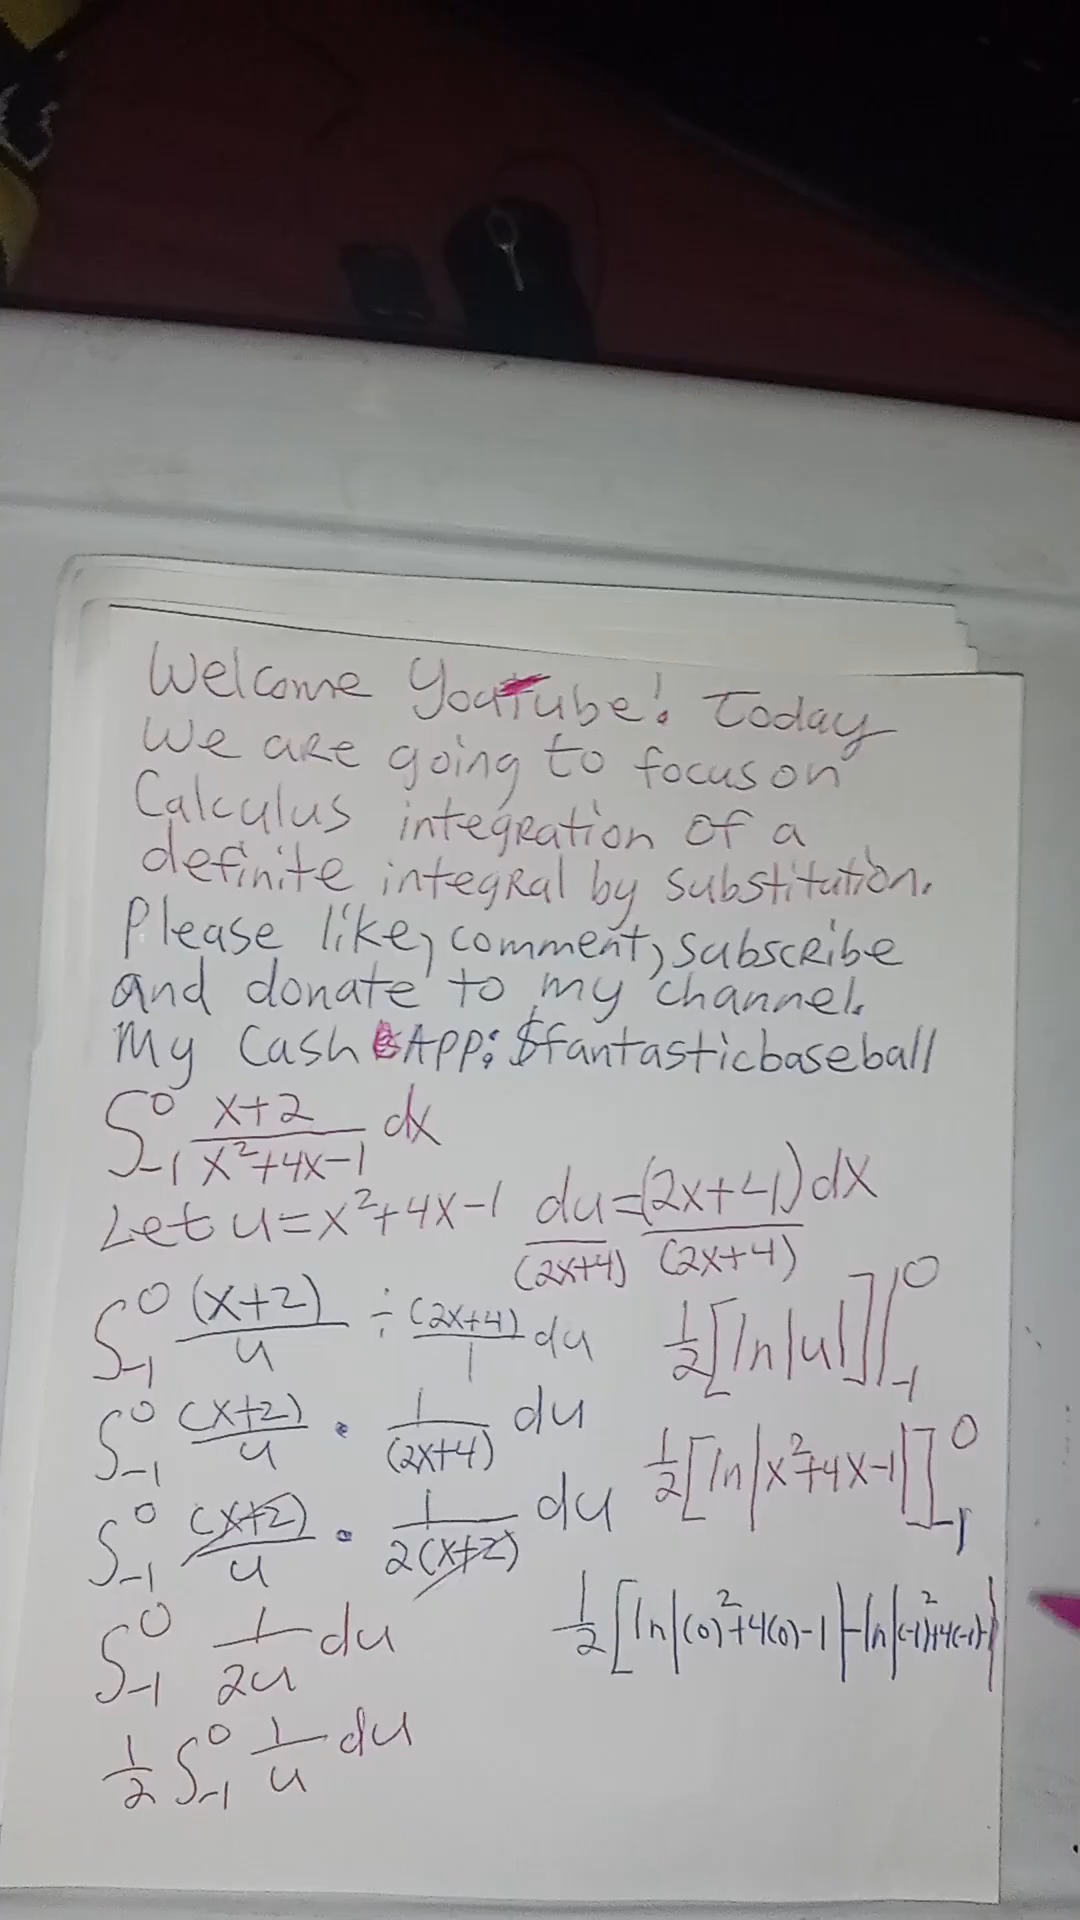 Welcome YouTube! Today
We are going to focus on
Calculus integration of a
definite integral by substitution.
Please like, comment, subscribe
and donate to my channel.
My Cash App: $fantasticbaseball
∫₋₁⁰ (x+2)/(x²+4x-1) dx
Let u=x²+4x-1 du/(2x+4)=(2x+4)dx/(2x+4)
∫₋₁⁰ (x+2)/u ÷ (2x+4)/1 du
∫₋₁⁰ (x+2)/u · 1/(2x+4) du
∫₋₁⁰ (x+2)/u · 1/2(x+2) du
∫₋₁⁰ 1/2u du
1/2 ∫₋₁⁰ 1/u du
1/2[ln|u|]|₋₁⁰
1/2[ln|x²+4x-1|]₋₁⁰
1/2[ln|(0)²+4(0)-1|-ln|(-1)²+4(-1)-|